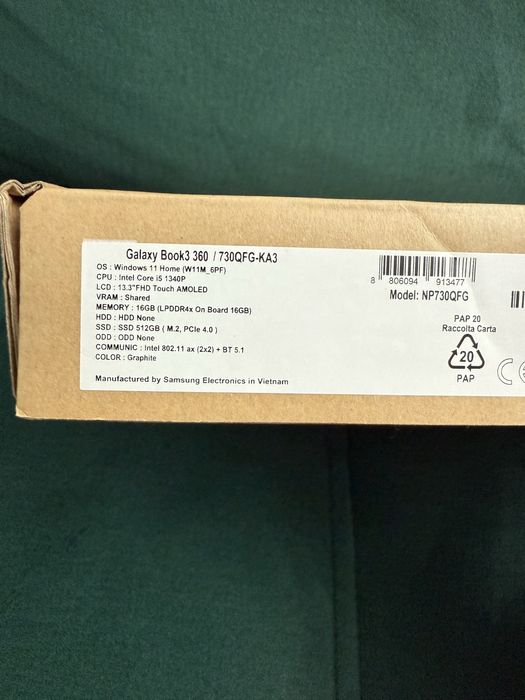 Galaxy Book3 360 / 730QFG-KA3
OS : Windows 11 Home (W11M_6PF)
CPU : Intel Core i5 1340P
LCD : 13.3"FHD Touch AMOLED
VRAM : Shared
MEMORY : 16GB (LPDDR4x On Board 16GB)
HDD : HDD None
SSD : SSD 512GB ( M.2, PCIe 4.0 )
ODD : ODD None
COMMUNIC : Intel 802.11 ax (2x2) + BT 5.1
COLOR : Graphite
Manufactured by Samsung Electronics in Vietnam
8 806094 913477
Model: NP730QFG
PAP 20
Raccolta Carta
20
PAP
CE